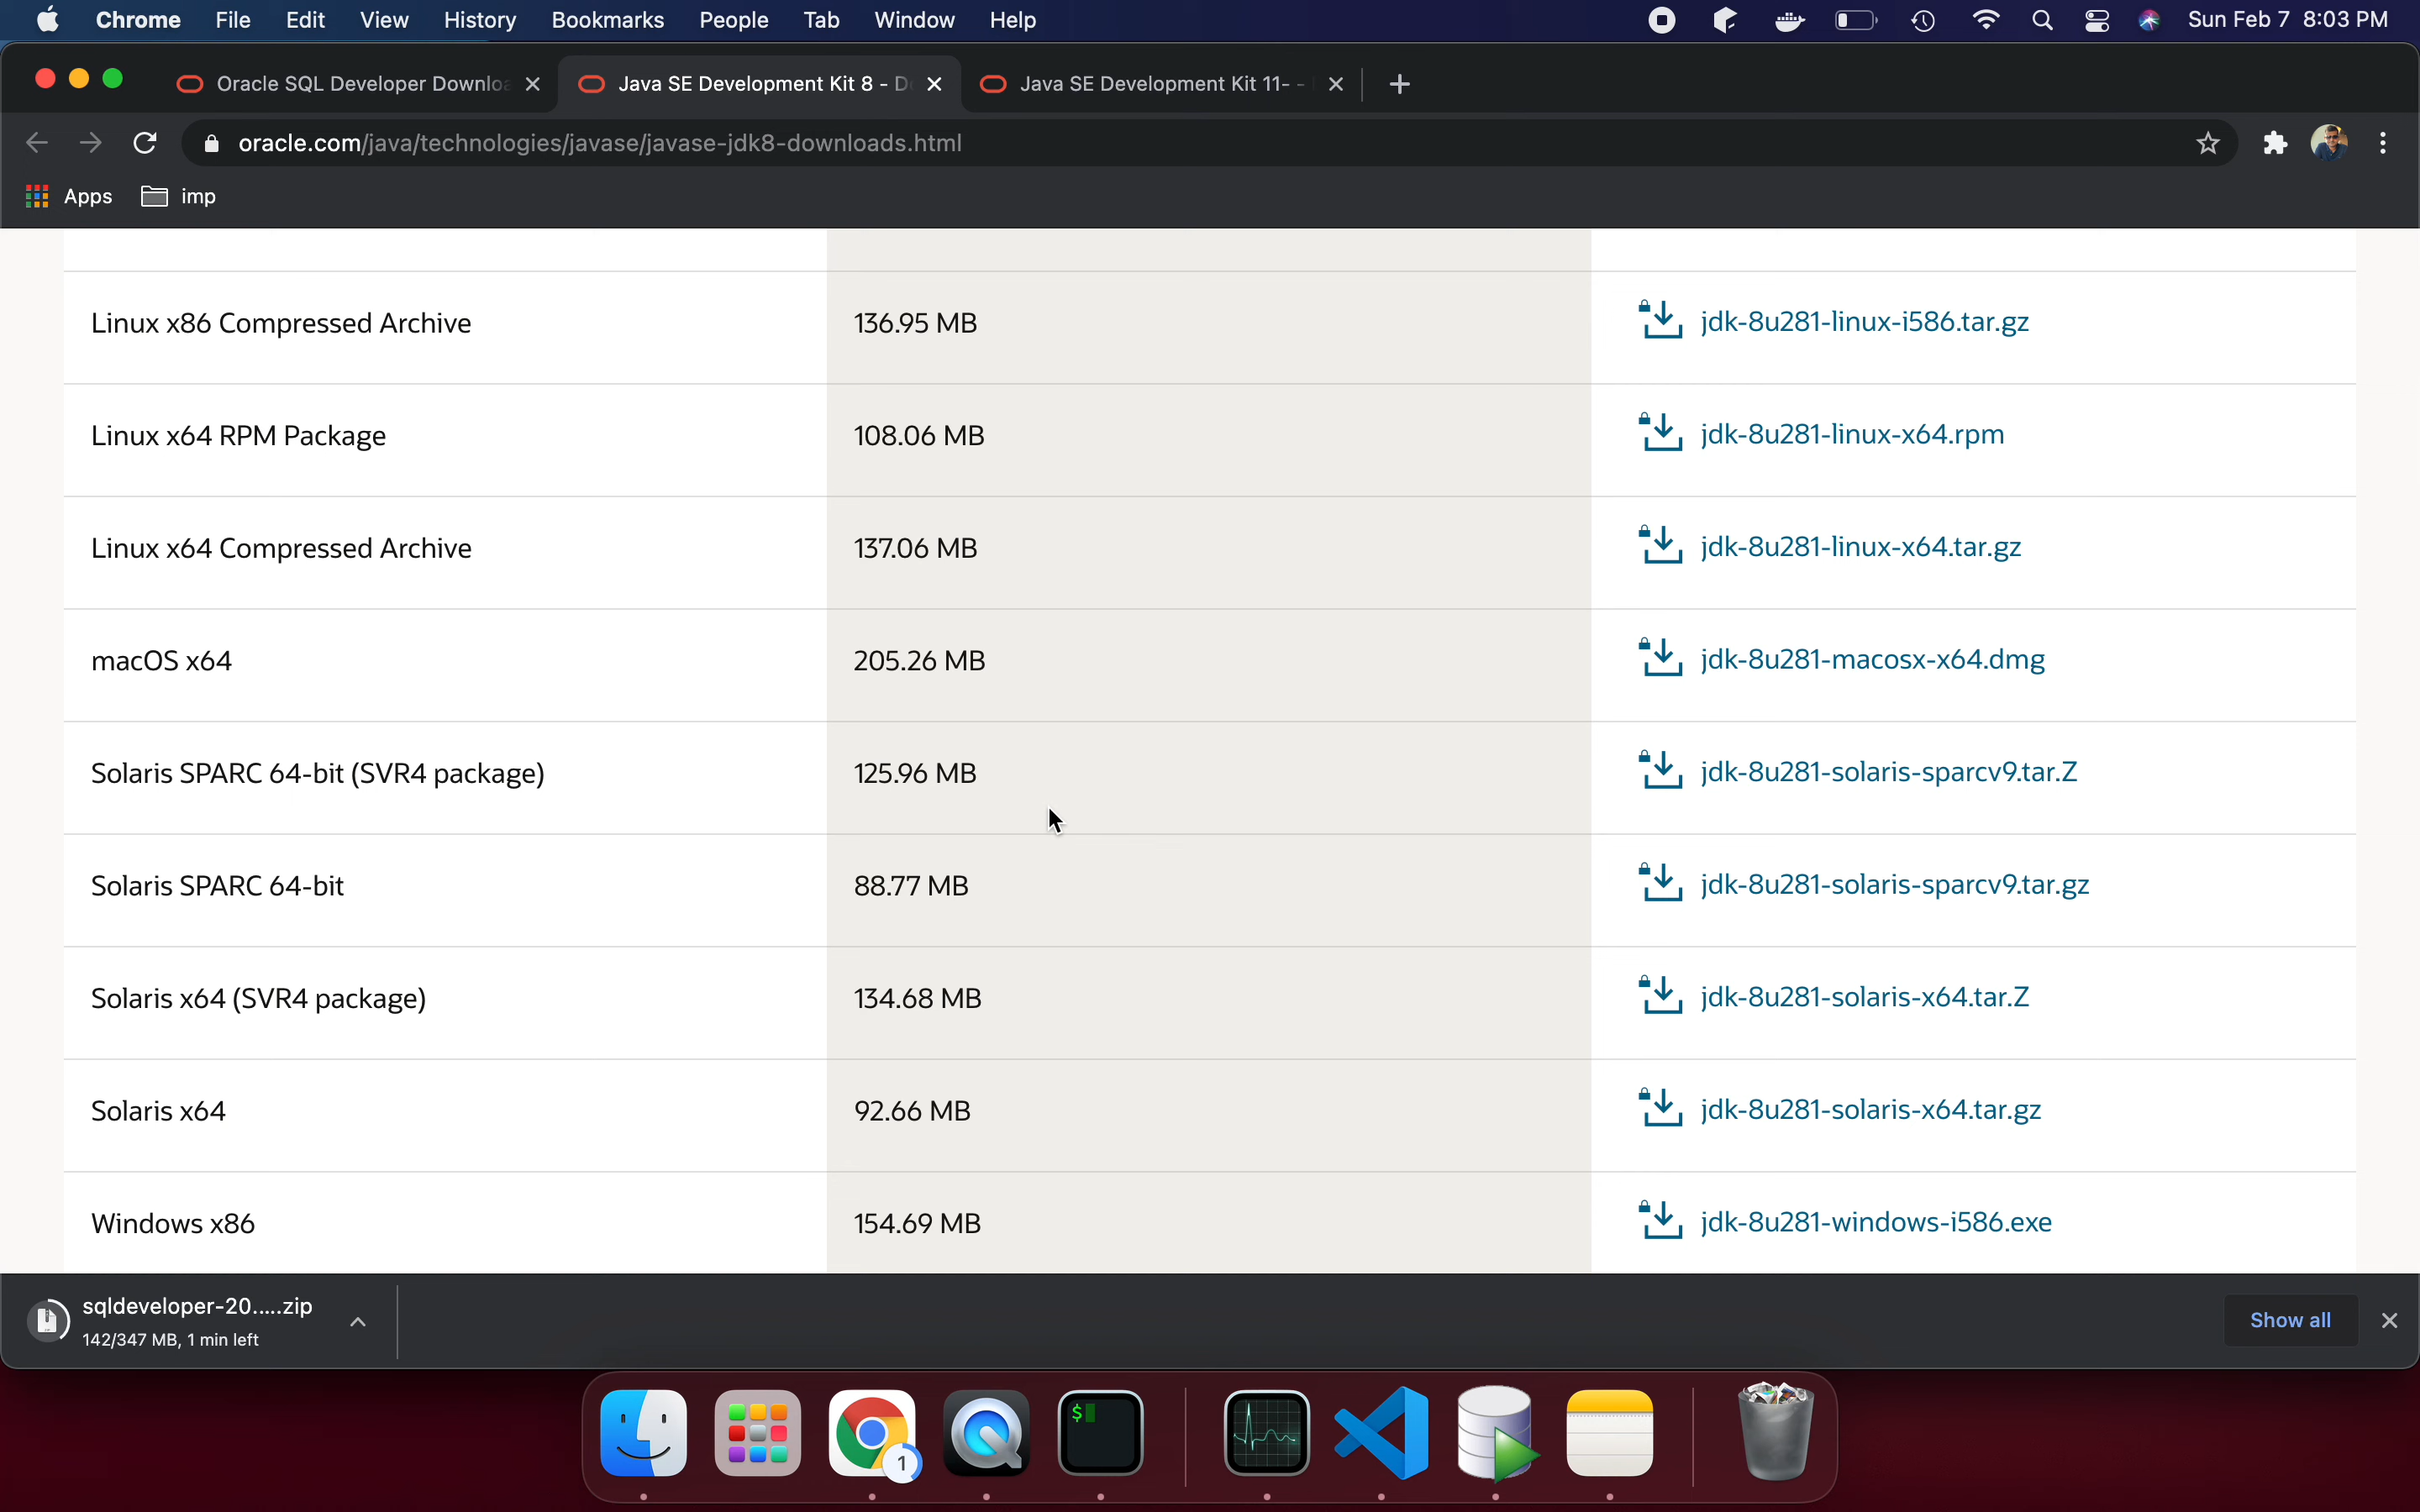 Chrome File Edit View History Bookmarks People Tab Window Help Sun Feb 7 8:03 PM
Oracle SQL Developer Downloa Java SE Development Kit 8 - D Java SE Development Kit 11- -
oracle.com/java/technologies/javase/javase-jdk8-downloads.html
Apps imp
Linux x86 Compressed Archive 136.95 MB jdk-8u281-linux-i586.tar.gz
Linux x64 RPM Package 108.06 MB jdk-8u281-linux-x64.rpm
Linux x64 Compressed Archive 137.06 MB jdk-8u281-linux-x64.tar.gz
macOS x64 205.26 MB jdk-8u281-macosx-x64.dmg
Solaris SPARC 64-bit (SVR4 package) 125.96 MB jdk-8u281-solaris-sparcv9.tar.Z
Solaris SPARC 64-bit 88.77 MB jdk-8u281-solaris-sparcv9.tar.gz
Solaris x64 (SVR4 package) 134.68 MB jdk-8u281-solaris-x64.tar.Z
Solaris x64 92.66 MB jdk-8u281-solaris-x64.tar.gz
Windows x86 154.69 MB jdk-8u281-windows-i586.exe
sqldeveloper-20.....zip
142/347 MB, 1 min left
Show all
1
$